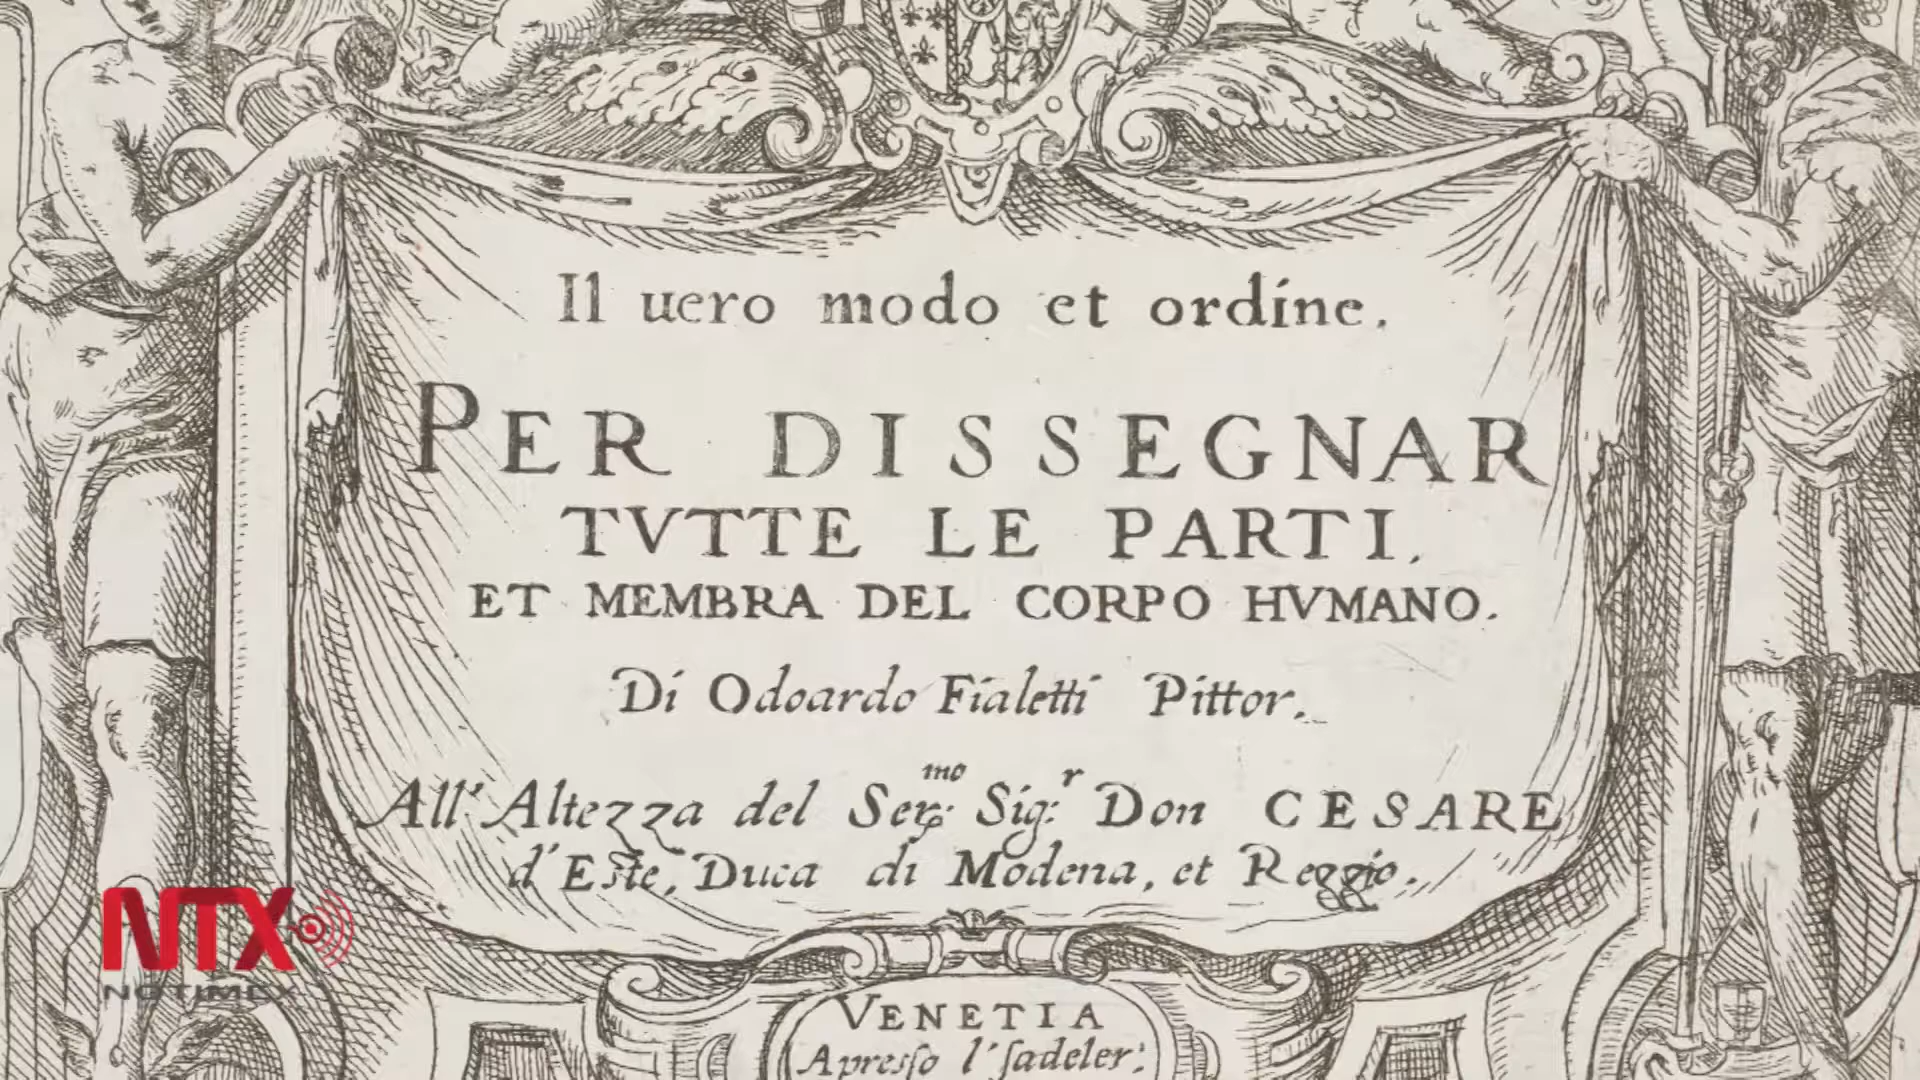 Il uero modo et ordine.
PER DISSEGNAR
TVTTE LE PARTI.
ET MEMBRA DEL CORPO HVMANO.
Di Odoardo Fialetti Pittor.
All' Altezza del Ser:mo Sig:r Don CESARE
d'Este, Duca di Modena, et Reggio.
VENETIA
Apresſo l'ſadeler:
NTX
NOTIMEX